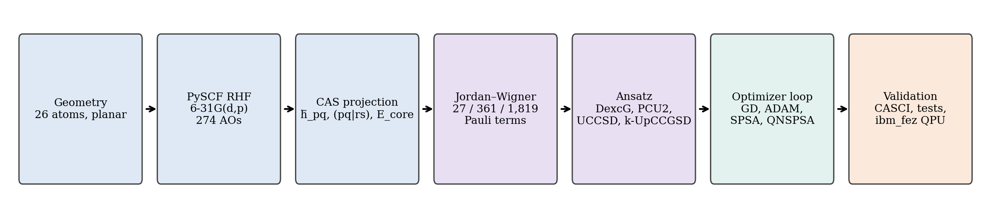 Geometry
26 atoms, planar
PySCF RHF
6-31G(d,p)
274 AOs
CAS projection
h̃_pq, (pq|rs), E_core
Jordan–Wigner
27 / 361 / 1,819
Pauli terms
Ansatz
DexcG, PCU2,
UCCSD, k-UpCCGSD
Optimizer loop
GD, ADAM,
SPSA, QNSPSA
Validation
CASCI, tests,
ibm_fez QPU